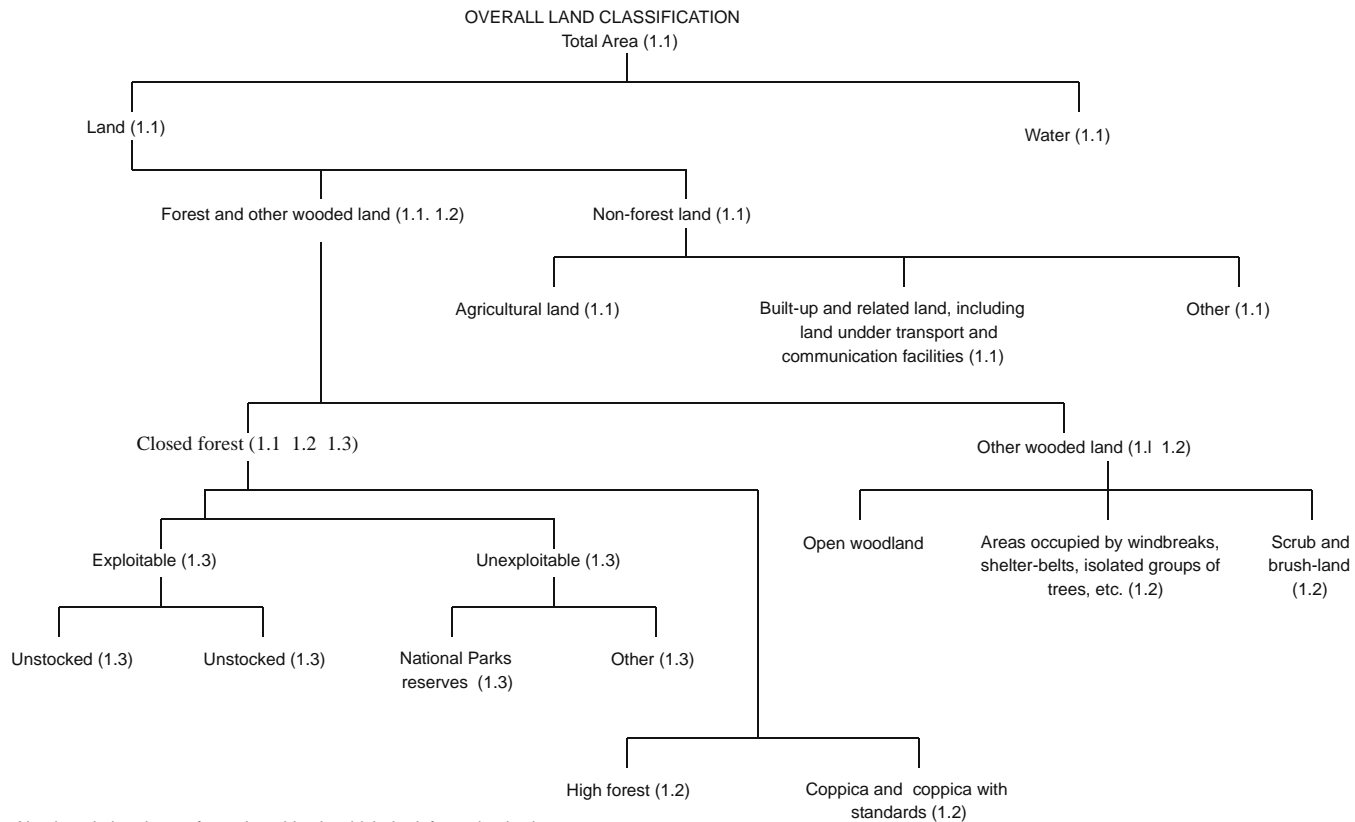 OVERALL LAND CLASSIFICATION
Total Area (1.1)
Land (1.1)
Water (1.1)
Forest and other wooded land (1.1. 1.2)
Non-forest land (1.1)
Agricultural land (1.1)
Built-up and related land, including
land undder transport and
communication facilities (1.1)
Other (1.1)
Closed forest (1.1 1.2 1.3)
Other wooded land (1.l 1.2)
Exploitable (1.3)
Unexploitable (1.3)
Open woodland
Areas occupied by windbreaks,
shelter-belts, isolated groups of
trees, etc. (1.2)
Scrub and
brush-land
(1.2)
Unstocked (1.3)
Unstocked (1.3)
National Parks
reserves (1.3)
Other (1.3)
High forest (1.2)
Coppica and coppica with
standards (1.2)